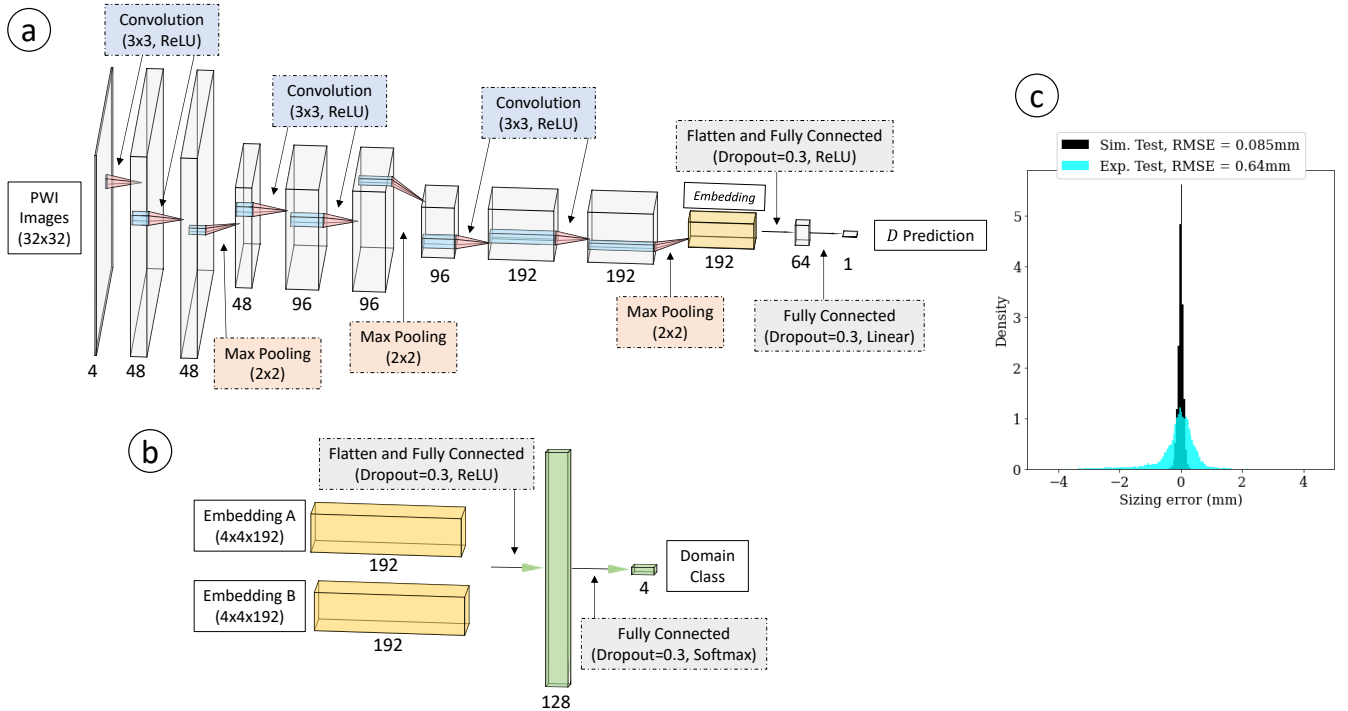 a
Convolution
(3x3, ReLU)
Convolution
(3x3, ReLU)
Convolution
(3x3, ReLU)
Flatten and Fully Connected
(Dropout=0.3, ReLU)
PWI
Images
(32x32)
Embedding
D Prediction
4
48
48
48
96
96
96
192
192
192
64
1
Max Pooling
(2x2)
Max Pooling
(2x2)
Max Pooling
(2x2)
Fully Connected
(Dropout=0.3, Linear)
b
Flatten and Fully Connected
(Dropout=0.3, ReLU)
Embedding A
(4x4x192)
192
Embedding B
(4x4x192)
192
128
4
Domain
Class
Fully Connected
(Dropout=0.3, Softmax)
c
Sim. Test, RMSE = 0.085mm
Exp. Test, RMSE = 0.64mm
Density
5
4
3
2
1
0
−4
−2
0
2
4
Sizing error (mm)